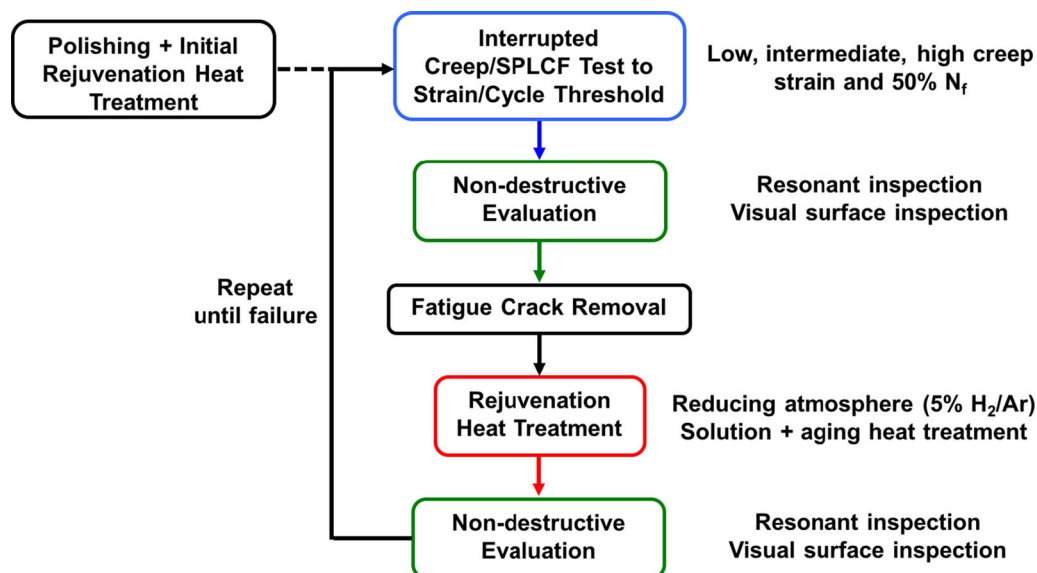 Polishing + Initial
Rejuvenation Heat
Treatment
Interrupted
Creep/SPLCF Test to
Strain/Cycle Threshold
Low, intermediate, high creep
strain and 50% N_f
Non-destructive
Evaluation
Resonant inspection
Visual surface inspection
Repeat
until failure
Fatigue Crack Removal
Rejuvenation
Heat Treatment
Reducing atmosphere (5% H₂/Ar)
Solution + aging heat treatment
Non-destructive
Evaluation
Resonant inspection
Visual surface inspection